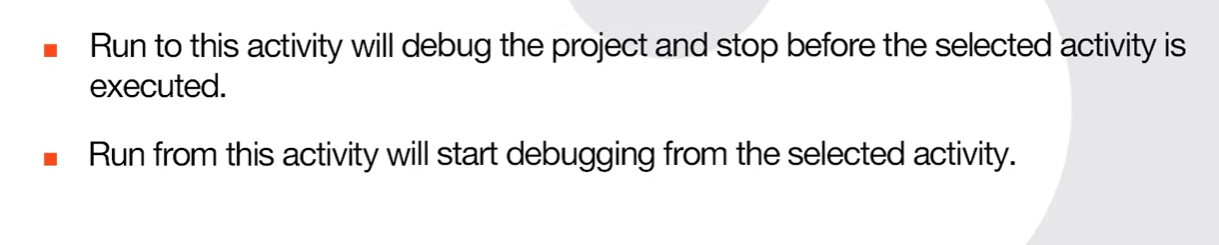 Run to this activity will debug the project and stop before the selected activity is
executed.
Run from this activity will start debugging from the selected activity.